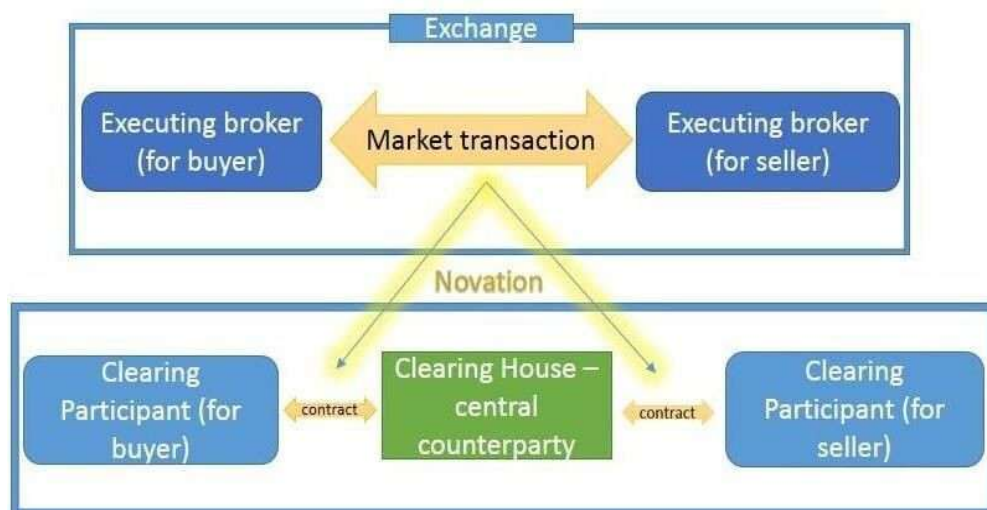 Exchange
Executing broker
(for buyer)
Market transaction
Executing broker
(for seller)
Novation
Clearing
Participant (for
buyer)
contract
Clearing House –
central
counterparty
contract
Clearing
Participant (for
seller)